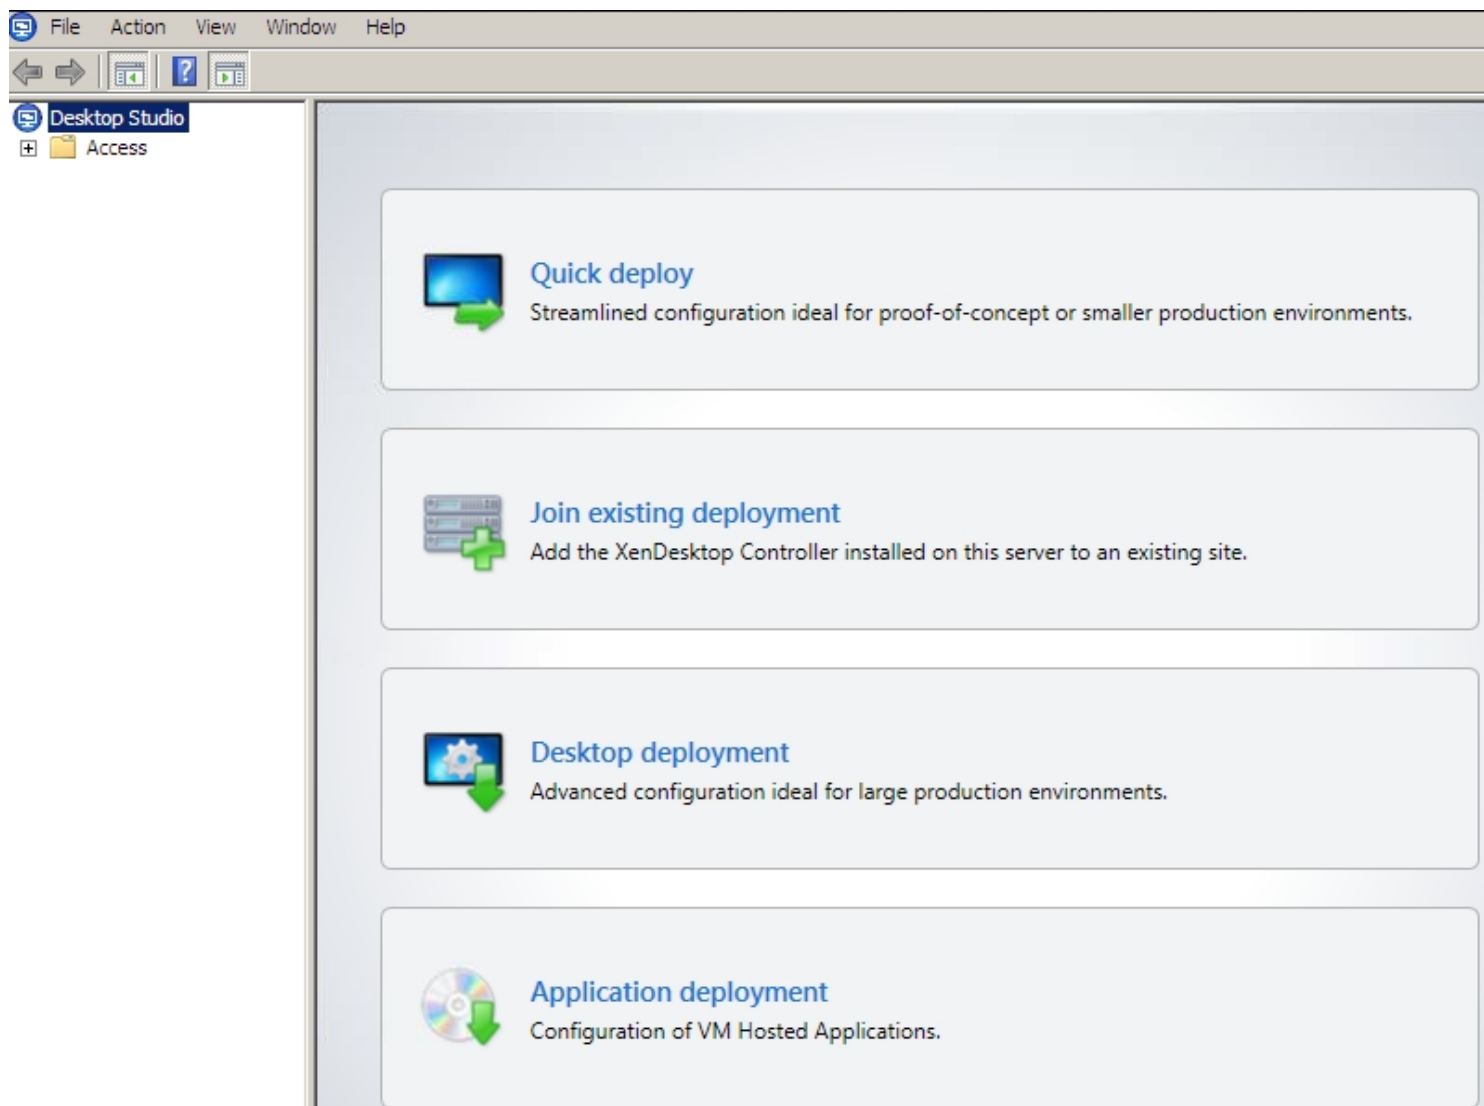 File Action View Window Help
?
Desktop Studio
Access
Quick deploy
Streamlined configuration ideal for proof-of-concept or smaller production environments.
Join existing deployment
Add the XenDesktop Controller installed on this server to an existing site.
Desktop deployment
Advanced configuration ideal for large production environments.
Application deployment
Configuration of VM Hosted Applications.